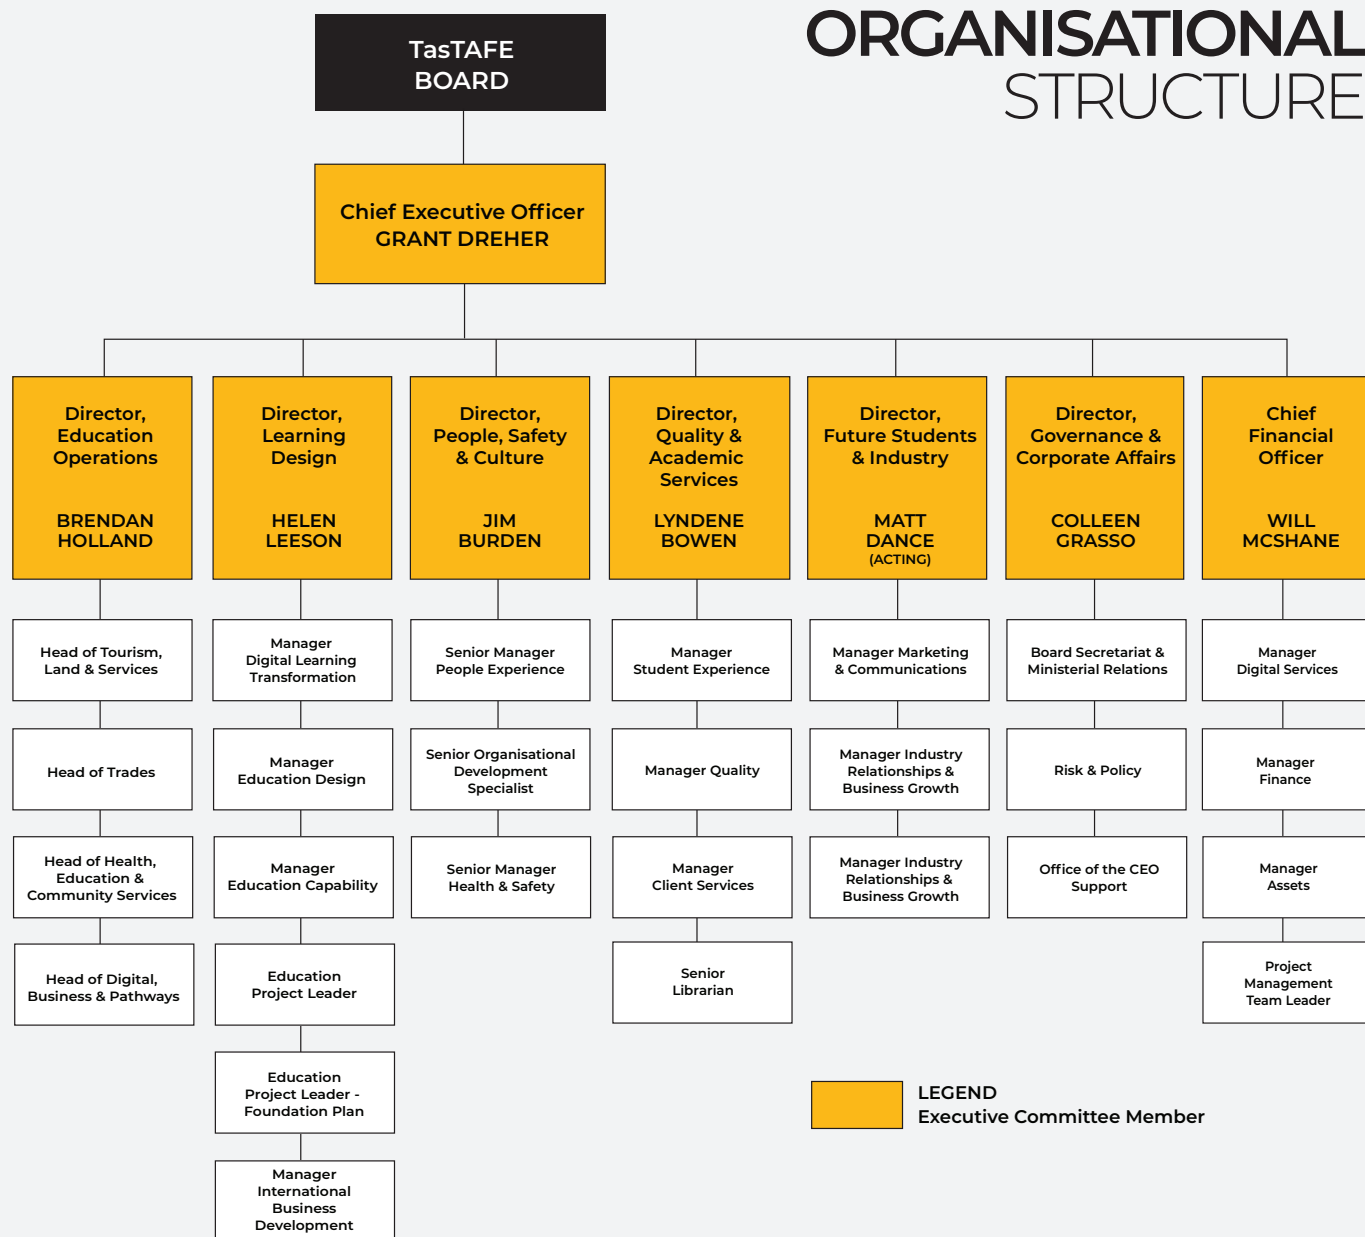 ORGANISATIONAL
STRUCTURE
TasTAFE
BOARD
Chief Executive Officer
GRANT DREHER
Director,
Education
Operations
BRENDAN
HOLLAND
Director,
Learning
Design
HELEN
LEESON
Director,
People, Safety
& Culture
JIM
BURDEN
Director,
Quality &
Academic
Services
LYNDENE
BOWEN
Director,
Future Students
& Industry
MATT
DANCE
(ACTING)
Director,
Governance &
Corporate Affairs
COLLEEN
GRASSO
Chief
Financial
Officer
WILL
MCSHANE
Head of Tourism,
Land & Services
Head of Trades
Head of Health,
Education &
Community Services
Head of Digital,
Business & Pathways
Manager
Digital Learning
Transformation
Manager
Education Design
Manager
Education Capability
Education
Project Leader
Education
Project Leader -
Foundation Plan
Manager
International
Business
Development
Senior Manager
People Experience
Senior Organisational
Development
Specialist
Senior Manager
Health & Safety
Manager
Student Experience
Manager Quality
Manager
Client Services
Senior
Librarian
Manager Marketing
& Communications
Manager Industry
Relationships &
Business Growth
Manager Industry
Relationships &
Business Growth
Board Secretariat &
Ministerial Relations
Risk & Policy
Office of the CEO
Support
Manager
Digital Services
Manager
Finance
Manager
Assets
Project
Management
Team Leader
LEGEND
Executive Committee Member